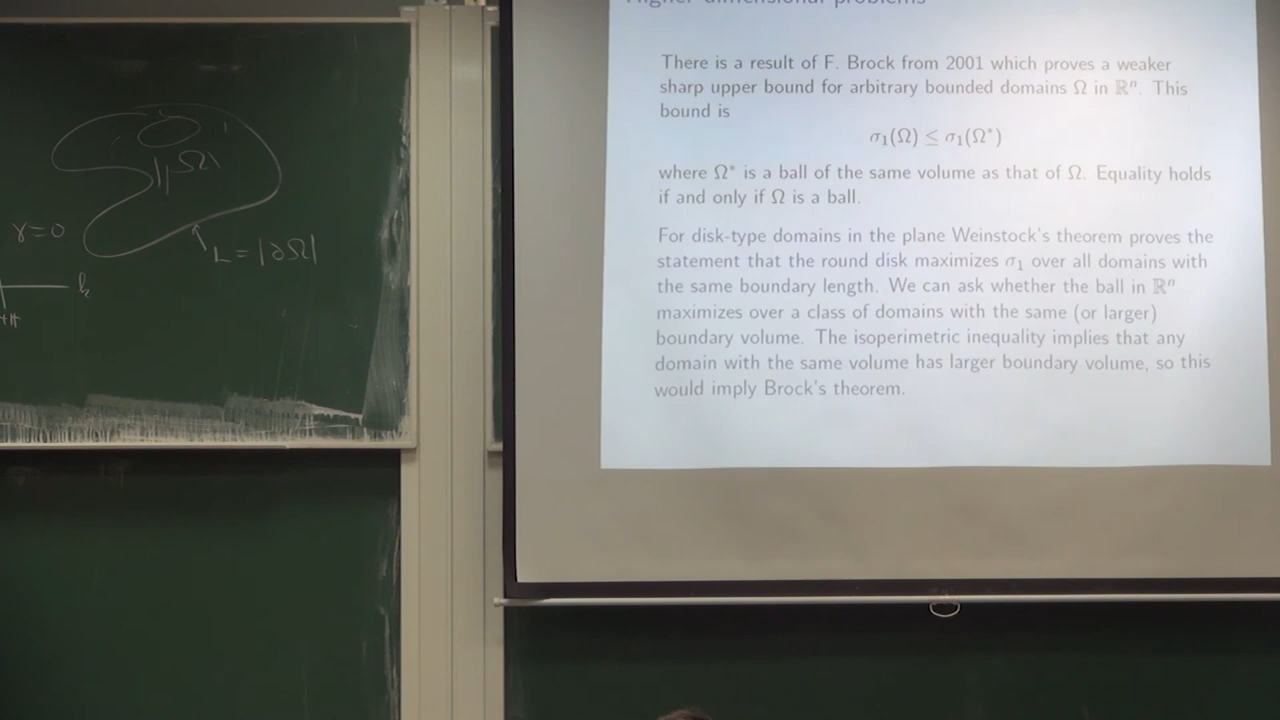 Higher dimensional problems
There is a result of F. Brock from 2001 which proves a weaker
sharp upper bound for arbitrary bounded domains Ω in ℝⁿ. This
bound is
σ₁(Ω) ≤ σ₁(Ω*)
where Ω* is a ball of the same volume as that of Ω. Equality holds
if and only if Ω is a ball.
For disk-type domains in the plane Weinstock's theorem proves the
statement that the round disk maximizes σ₁ over all domains with
the same boundary length. We can ask whether the ball in ℝⁿ
maximizes over a class of domains with the same (or larger)
boundary volume. The isoperimetric inequality implies that any
domain with the same volume has larger boundary volume, so this
would imply Brock's theorem.
Ω
γ=0
L=|∂Ω|